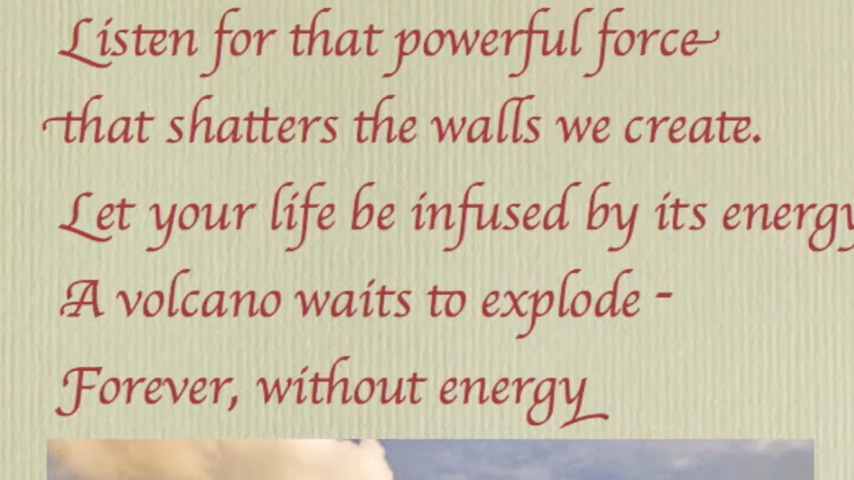 Listen for that powerful force
that shatters the walls we create.
Let your life be infused by its energy
A volcano waits to explode -
Forever, without energy